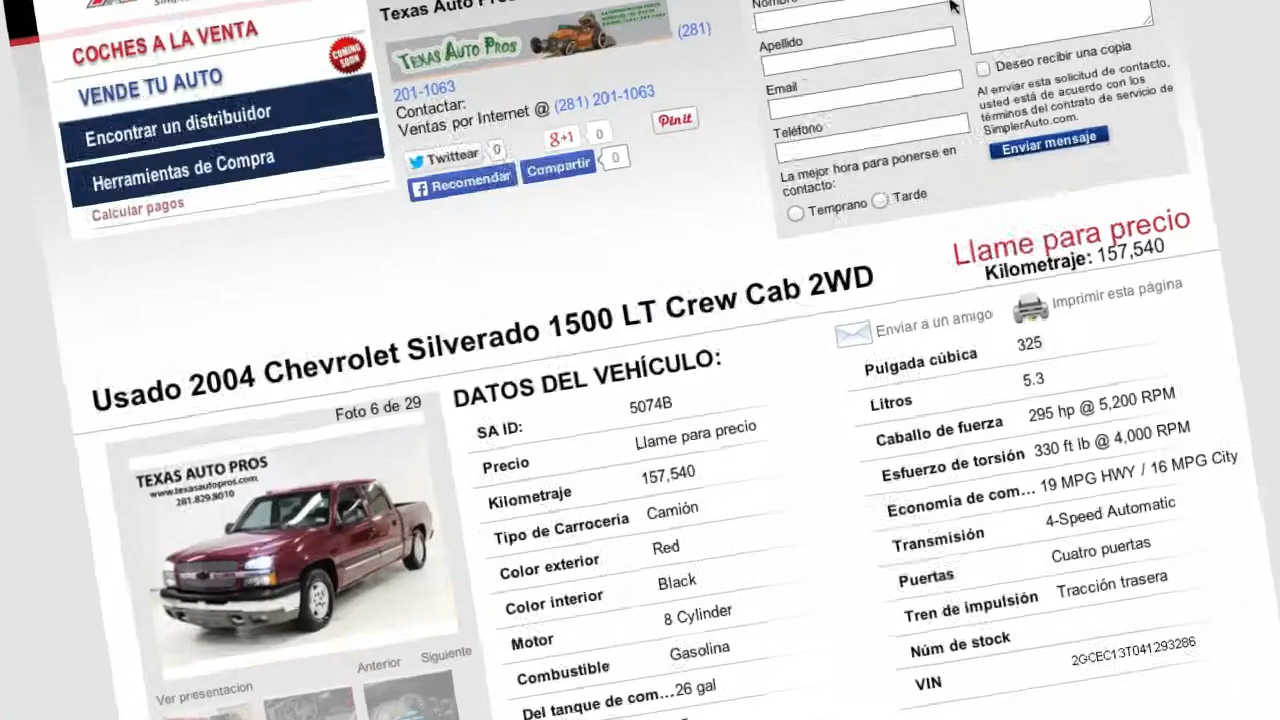 COCHES A LA VENTA
VENDE TU AUTO
COMING SOON
Encontrar un distribuidor
Herramientas de Compra
Calcular pagos
Texas Auto Pros
TEXAS AUTO PROS
(281)
201-1063
Contactar:
Ventas por Internet @ (281) 201-1063
Twittear 0
g+1 0
Pin it
Recomendar
Compartir 0
Nombre
Apellido
Email
Teléfono
La mejor hora para ponerse en
contacto:
Temprano
Tarde
Deseo recibir una copia
Al enviar esta solicitud de contacto,
usted está de acuerdo con los
términos del contrato de servicio de
SimplerAuto.com.
Enviar mensaje
Llame para precio
Kilometraje: 157,540
Usado 2004 Chevrolet Silverado 1500 LT Crew Cab 2WD
Enviar a un amigo
Imprimir esta página
Foto 6 de 29
TEXAS AUTO PROS
www.texasautopros.com
281.829.8010
Anterior Siguiente
Ver presentacion
DATOS DEL VEHÍCULO:
SA ID: 5074B
Precio Llame para precio
Kilometraje 157,540
Tipo de Carrocería Camión
Color exterior Red
Color interior Black
Motor 8 Cylinder
Combustible Gasolina
Del tanque de com... 26 gal
Pulgada cúbica 325
Litros 5.3
Caballo de fuerza 295 hp @ 5,200 RPM
Esfuerzo de torsión 330 ft lb @ 4,000 RPM
Economía de com... 19 MPG HWY / 16 MPG City
Transmisión 4-Speed Automatic
Puertas Cuatro puertas
Tren de impulsión Tracción trasera
Núm de stock
VIN 2GCEC13T041293286